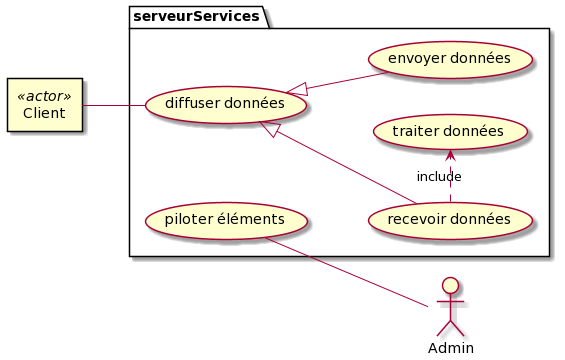 serveurServices
envoyer données
«actor»
Client
diffuser données
traiter données
include
piloter éléments
recevoir données
Admin